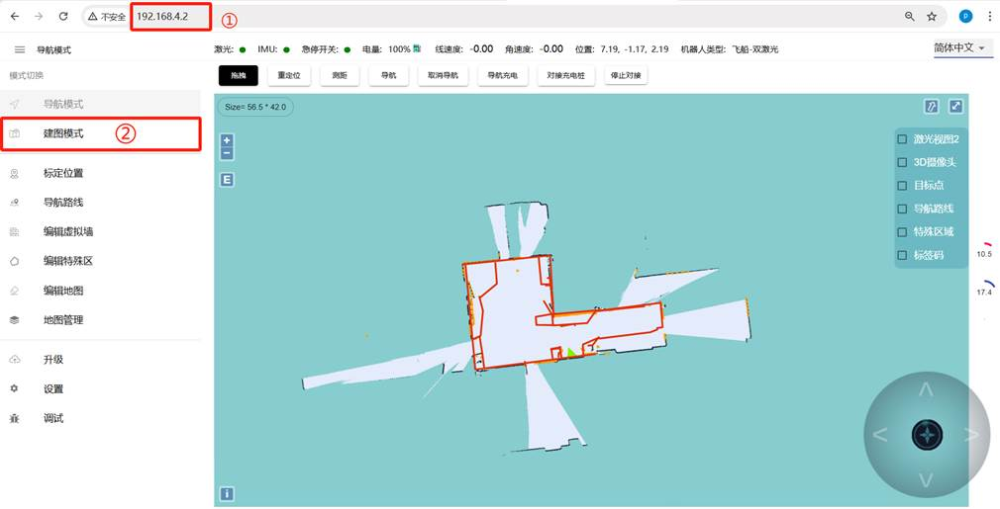 不安全 192.168.4.2 ①
导航模式 激光: IMU: 急停开关: 电量: 100% 线速度: -0.00 角速度: -0.00 位置: 7.19, -1.17, 2.19 机器人类型: 飞船-双激光 简体中文
模式切换
拖拽 重定位 测距 导航 取消导航 导航充电 对接充电桩 停止对接
导航模式
建图模式 ②
标定位置
导航路线
编辑虚拟墙
编辑特殊区
编辑地图
地图管理
升级
设置
调试
Size= 56.5 * 42.0
+
−
E
激光视图2
3D摄像头
目标点
导航路线
特殊区域
标签码
10.5
17.4
i
p